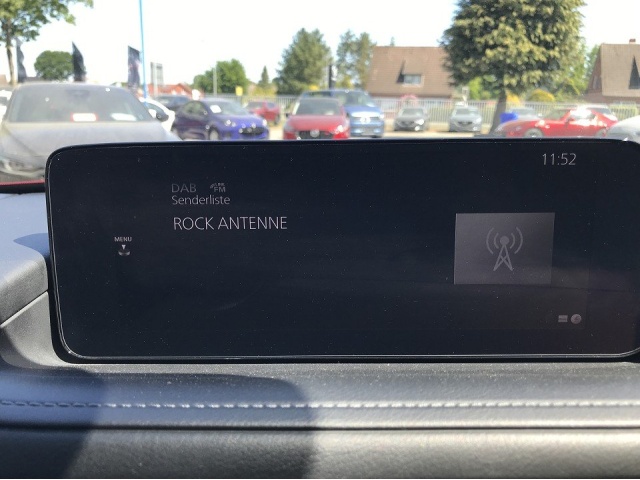 11:52
DAB FM
Senderliste
ROCK ANTENNE
MENU